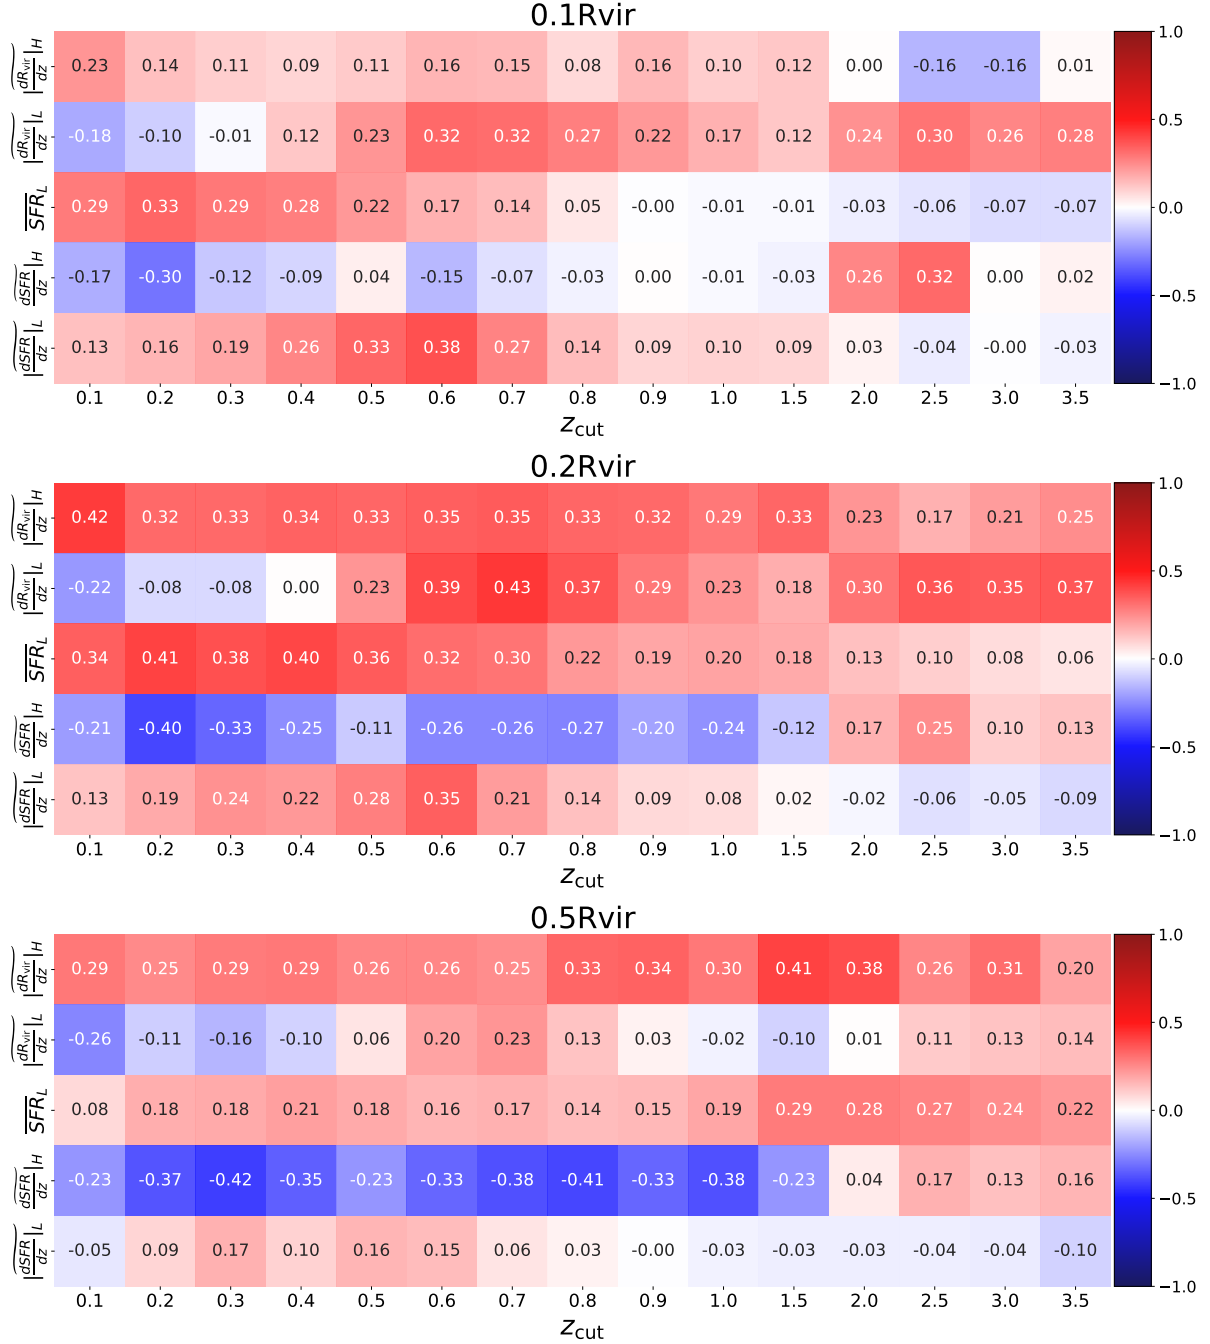 0.1Rvir
|dRvir/dz|H 0.23 0.14 0.11 0.09 0.11 0.16 0.15 0.08 0.16 0.10 0.12 0.00 -0.16 -0.16 0.01
|dRvir/dz|L -0.18 -0.10 -0.01 0.12 0.23 0.32 0.32 0.27 0.22 0.17 0.12 0.24 0.30 0.26 0.28
SFR_L 0.29 0.33 0.29 0.28 0.22 0.17 0.14 0.05 -0.00 -0.01 -0.01 -0.03 -0.06 -0.07 -0.07
dSFR/dz|H -0.17 -0.30 -0.12 -0.09 0.04 -0.15 -0.07 -0.03 0.00 -0.01 -0.03 0.26 0.32 0.00 0.02
|dSFR/dz|L 0.13 0.16 0.19 0.26 0.33 0.38 0.27 0.14 0.09 0.10 0.09 0.03 -0.04 -0.00 -0.03
0.1 0.2 0.3 0.4 0.5 0.6 0.7 0.8 0.9 1.0 1.5 2.0 2.5 3.0 3.5
z_cut
1.0
0.5
0.0
−0.5
−1.0
0.2Rvir
|dRvir/dz|H 0.42 0.32 0.33 0.34 0.33 0.35 0.35 0.33 0.32 0.29 0.33 0.23 0.17 0.21 0.25
|dRvir/dz|L -0.22 -0.08 -0.08 0.00 0.23 0.39 0.43 0.37 0.29 0.23 0.18 0.30 0.36 0.35 0.37
SFR_L 0.34 0.41 0.38 0.40 0.36 0.32 0.30 0.22 0.19 0.20 0.18 0.13 0.10 0.08 0.06
dSFR/dz|H -0.21 -0.40 -0.33 -0.25 -0.11 -0.26 -0.26 -0.27 -0.20 -0.24 -0.12 0.17 0.25 0.10 0.13
|dSFR/dz|L 0.13 0.19 0.24 0.22 0.28 0.35 0.21 0.14 0.09 0.08 0.02 -0.02 -0.06 -0.05 -0.09
0.1 0.2 0.3 0.4 0.5 0.6 0.7 0.8 0.9 1.0 1.5 2.0 2.5 3.0 3.5
z_cut
1.0
0.5
0.0
−0.5
−1.0
0.5Rvir
|dRvir/dz|H 0.29 0.25 0.29 0.29 0.26 0.26 0.25 0.33 0.34 0.30 0.41 0.38 0.26 0.31 0.20
|dRvir/dz|L -0.26 -0.11 -0.16 -0.10 0.06 0.20 0.23 0.13 0.03 -0.02 -0.10 0.01 0.11 0.13 0.14
SFR_L 0.08 0.18 0.18 0.21 0.18 0.16 0.17 0.14 0.15 0.19 0.29 0.28 0.27 0.24 0.22
dSFR/dz|H -0.23 -0.37 -0.42 -0.35 -0.23 -0.33 -0.38 -0.41 -0.33 -0.38 -0.23 0.04 0.17 0.13 0.16
|dSFR/dz|L -0.05 0.09 0.17 0.10 0.16 0.15 0.06 0.03 -0.00 -0.03 -0.03 -0.03 -0.04 -0.04 -0.10
0.1 0.2 0.3 0.4 0.5 0.6 0.7 0.8 0.9 1.0 1.5 2.0 2.5 3.0 3.5
z_cut
1.0
0.5
0.0
−0.5
−1.0